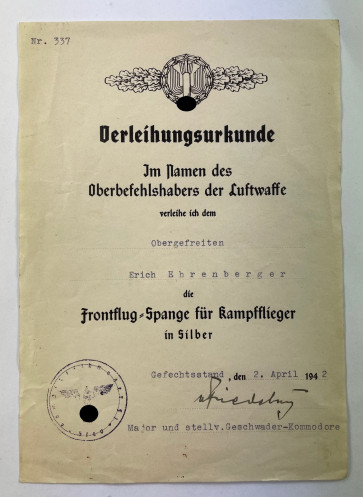 Nr. 337
Verleihungsurkunde
Im Namen des
Oberbefehlshabers der Luftwaffe
verleihe ich dem
Obergefreiten
Erich Ehrenberger
die
Frontflug-Spange für Kampfflieger
in Silber
Gefechtsstand, den 2. April 1942
Major und stellv. Geschwader-Kommodore